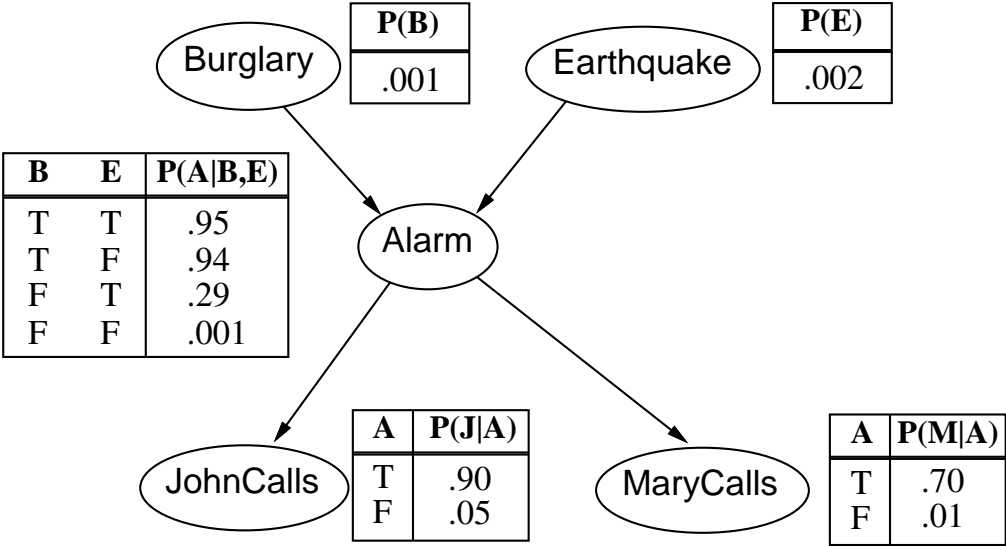 Burglary
P(B)
.001
Earthquake
P(E)
.002
B E P(A|B,E)
T T .95
T F .94
F T .29
F F .001
Alarm
JohnCalls
A P(J|A)
T .90
F .05
MaryCalls
A P(M|A)
T .70
F .01